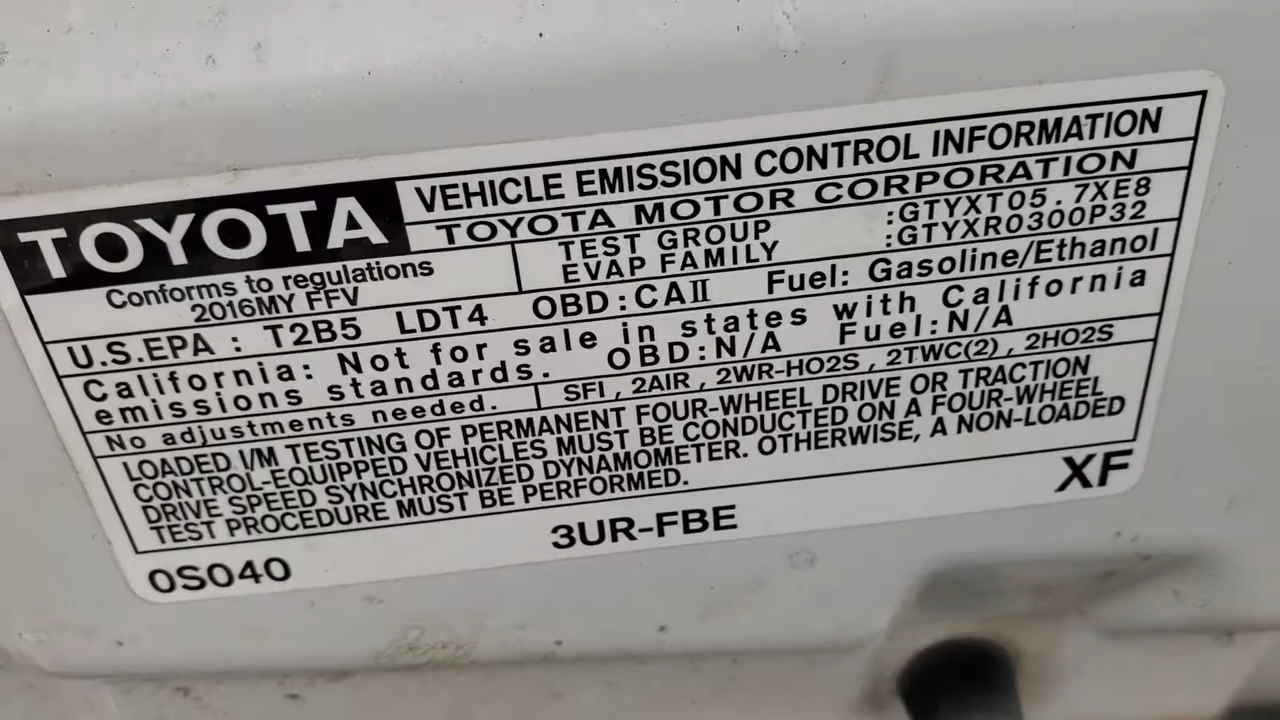 TOYOTA
VEHICLE EMISSION CONTROL INFORMATION
TOYOTA MOTOR CORPORATION
Conforms to regulations
2016MY FFV
TEST GROUP :GTYXT05.7XE8
EVAP FAMILY :GTYXR0300P32
U.S.EPA : T2B5 LDT4 OBD:CAII Fuel: Gasoline/Ethanol
California: Not for sale in states with California
emissions standards. OBD:N/A Fuel:N/A
No adjustments needed. SFI , 2AIR , 2WR-HO2S , 2TWC(2) , 2HO2S
LOADED I/M TESTING OF PERMANENT FOUR-WHEEL DRIVE OR TRACTION
CONTROL-EQUIPPED VEHICLES MUST BE CONDUCTED ON A FOUR-WHEEL
DRIVE SPEED SYNCHRONIZED DYNAMOMETER. OTHERWISE, A NON-LOADED
TEST PROCEDURE MUST BE PERFORMED.
0S040 3UR-FBE XF